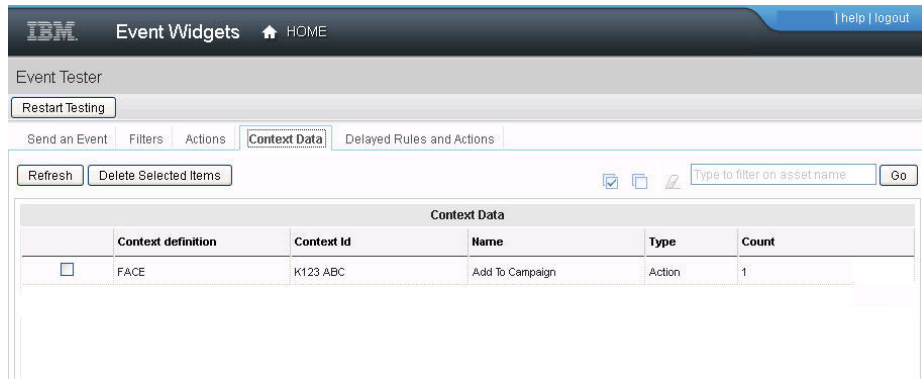 | help | logout
IBM Event Widgets HOME
Event Tester
Restart Testing
Send an Event Filters Actions Context Data Delayed Rules and Actions
Refresh Delete Selected Items Type to filter on asset name Go
Context Data
Context definition Context Id Name Type Count
FACE K123 ABC Add To Campaign Action 1